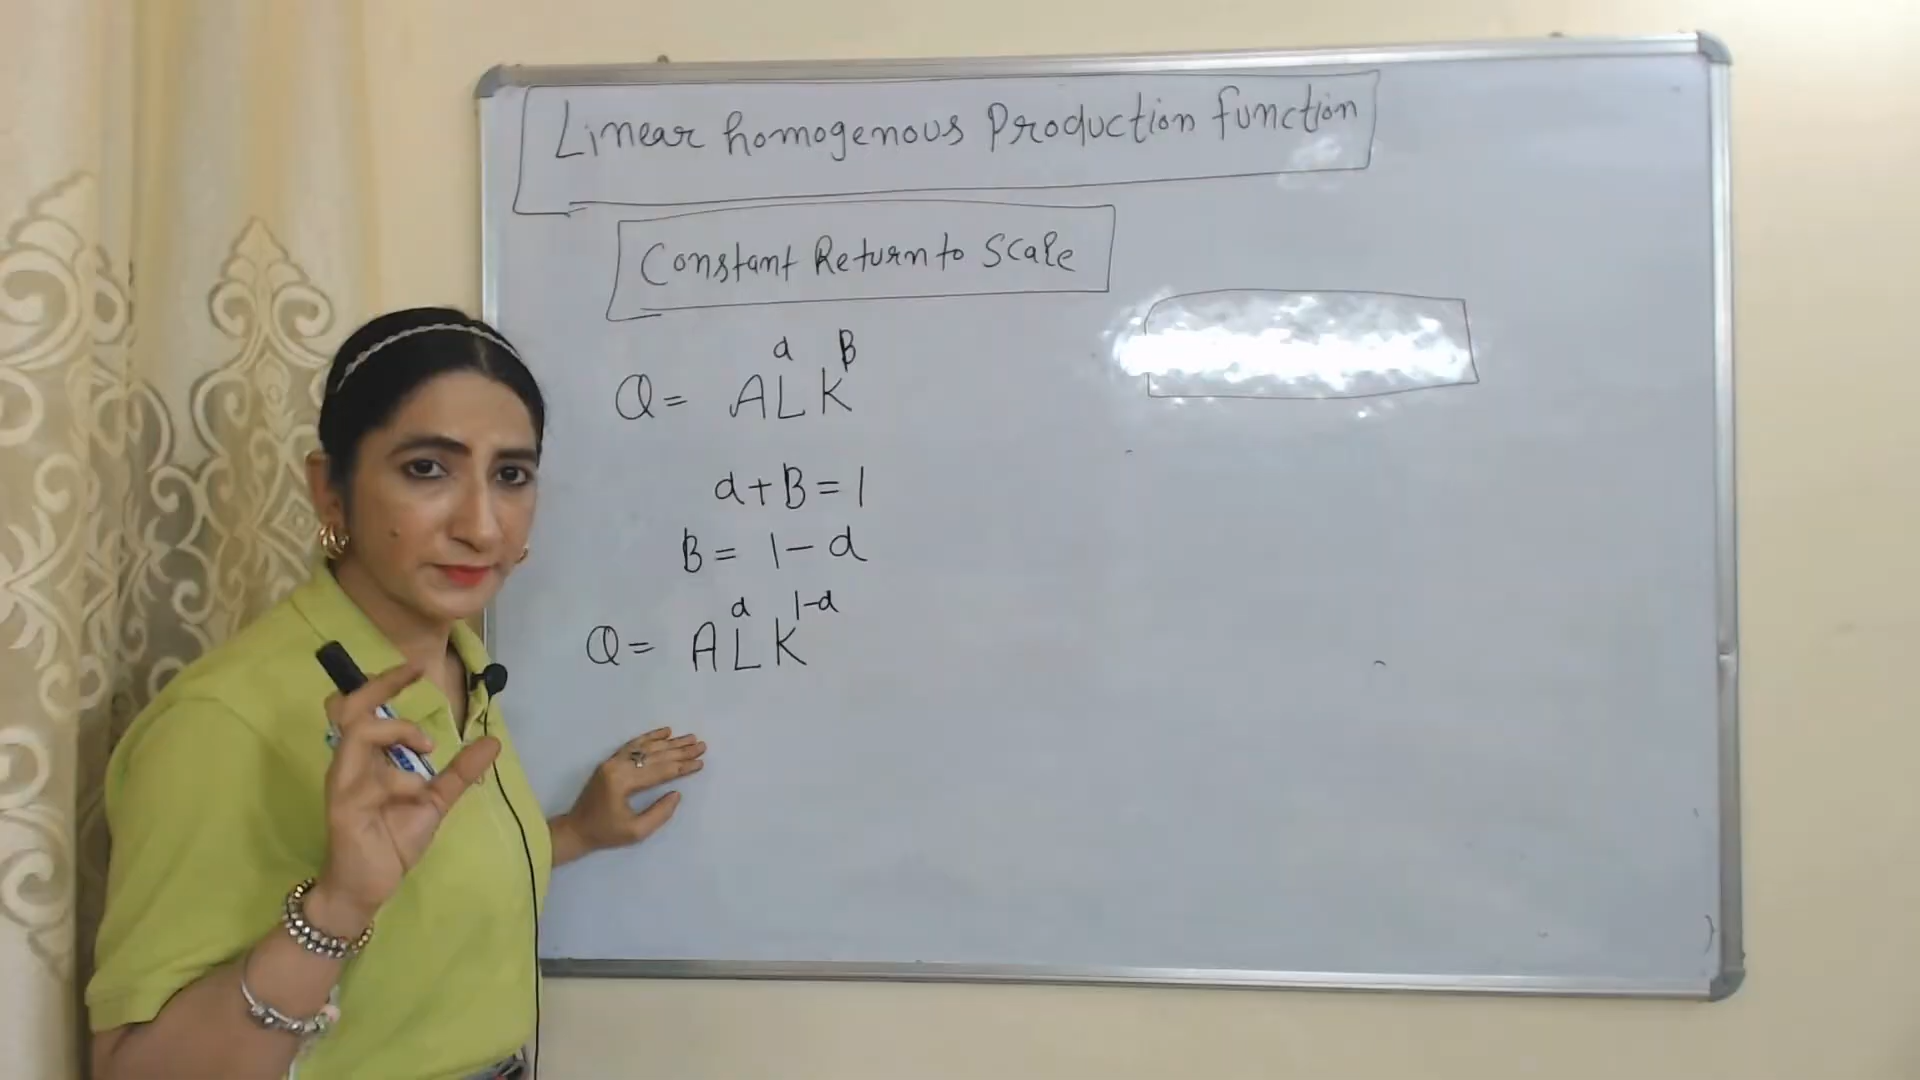 Linear homogenous Production function
Constant Return to Scale
Q = AL^α K^β
α + β = 1
β = 1 - α
Q = AL^α K^1-α